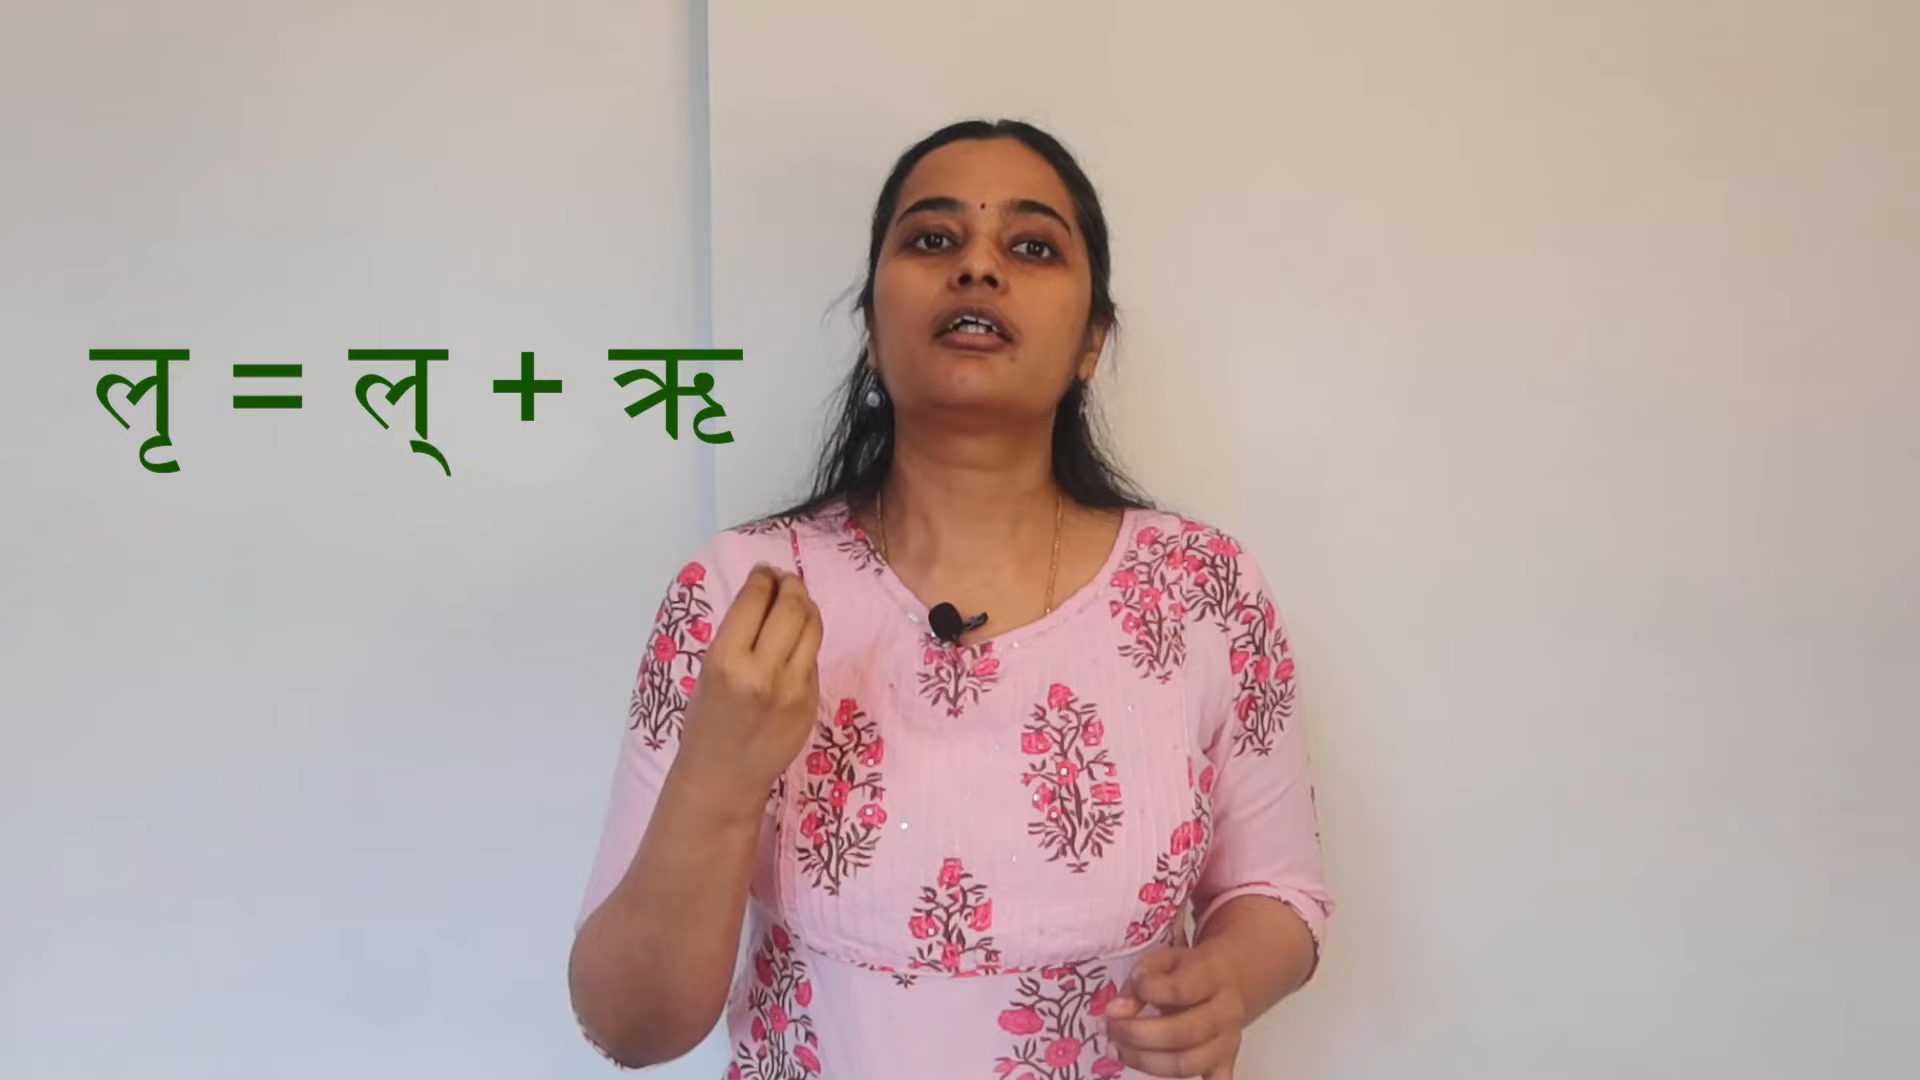 लृ = ल् + ऋ